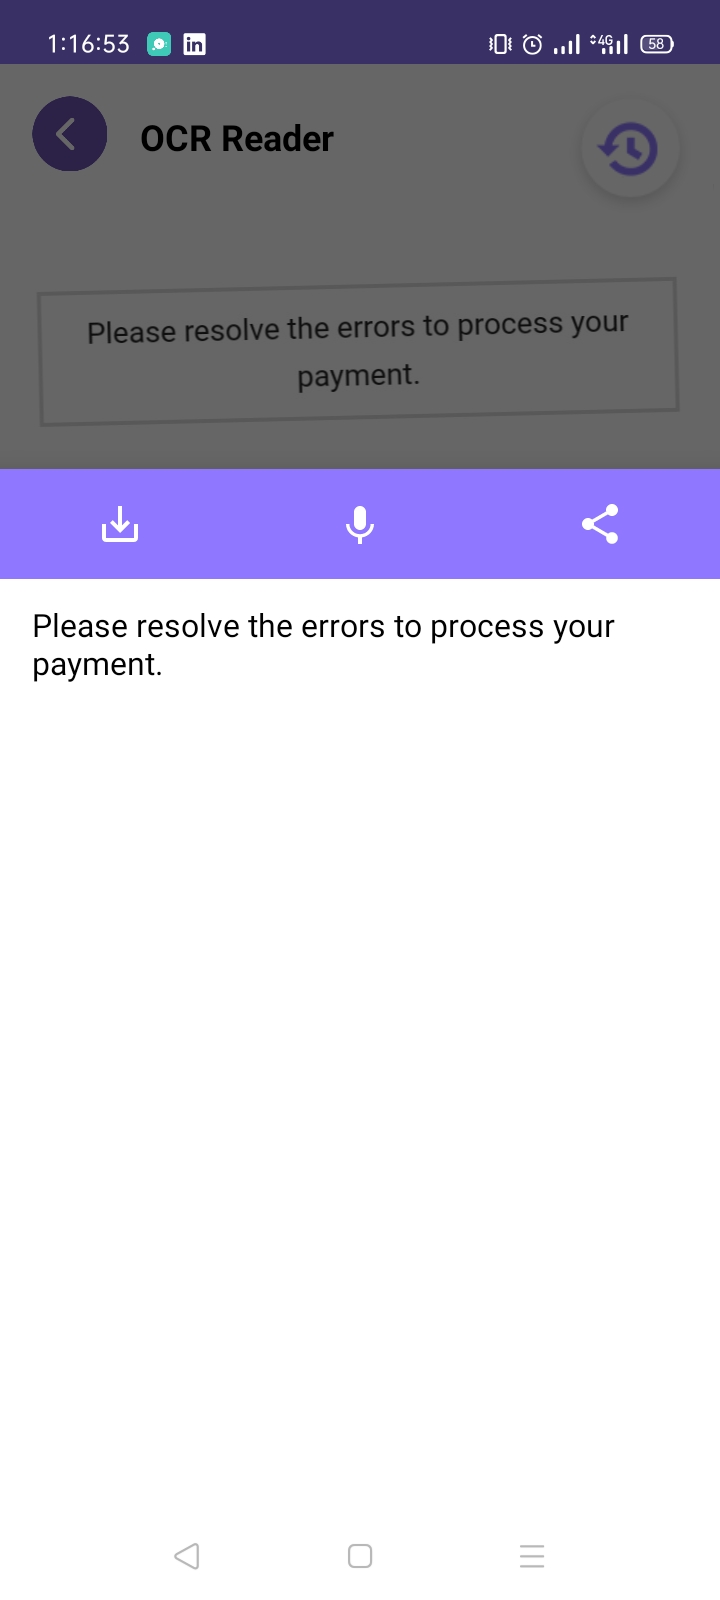 1:16:53 in 4G 58
OCR Reader
Please resolve the errors to process your
payment.
Please resolve the errors to process your
payment.